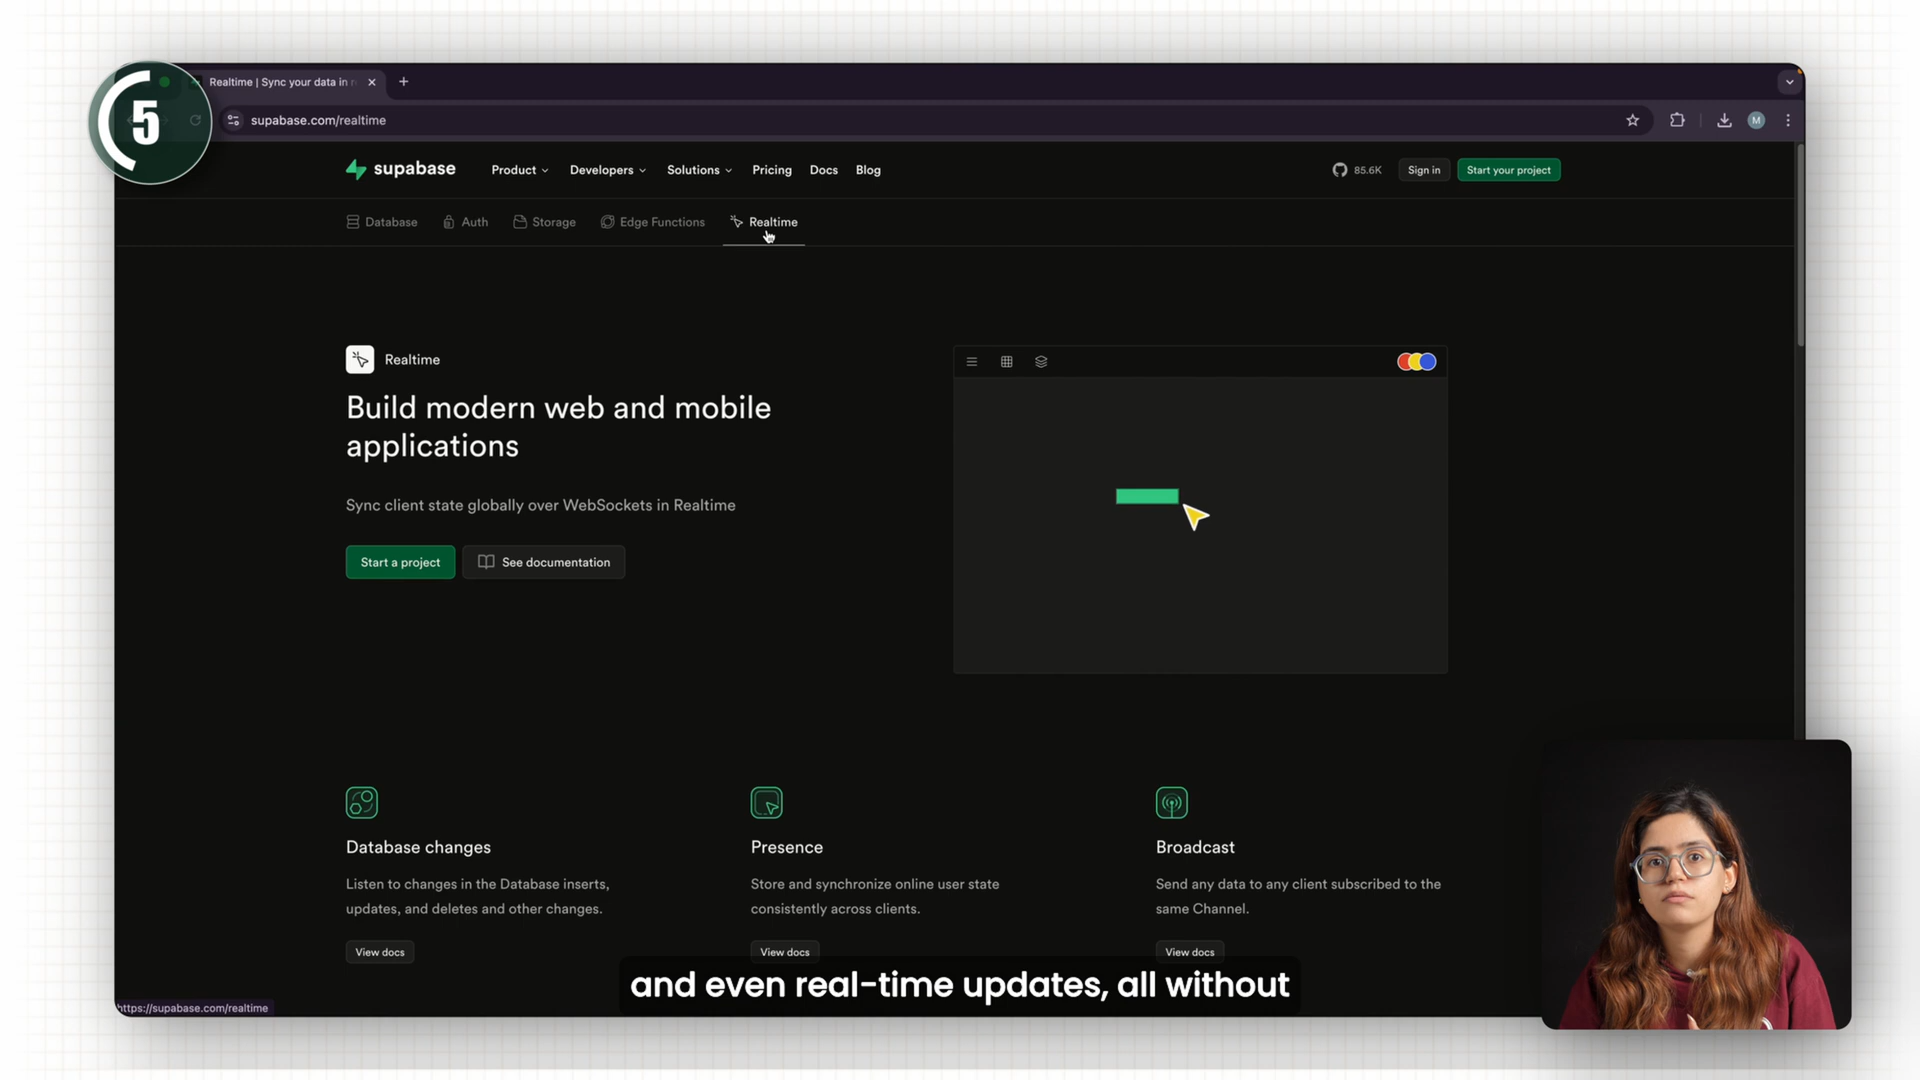 5
Realtime | Sync your data in r
supabase.com/realtime
M
supabase
Product
Developers
Solutions
Pricing
Docs
Blog
85.6K
Sign in
Start your project
Database
Auth
Storage
Edge Functions
Realtime
Realtime
Build modern web and mobile
applications
Sync client state globally over WebSockets in Realtime
Start a project
See documentation
Database changes
Listen to changes in the Database inserts,
updates, and deletes and other changes.
View docs
Presence
Store and synchronize online user state
consistently across clients.
View docs
Broadcast
Send any data to any client subscribed to the
same Channel.
View docs
and even real-time updates, all without
https://supabase.com/realtime